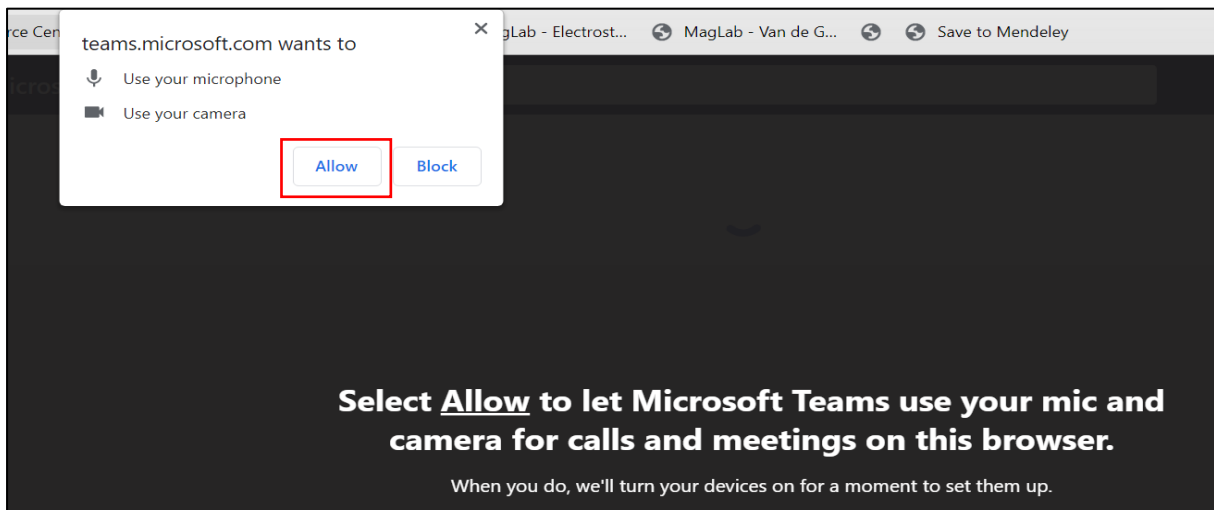 rce Cen
gLab - Electrost...
MagLab - Van de G...
Save to Mendeley
teams.microsoft.com wants to
Use your microphone
Use your camera
Allow
Block
icros
Select Allow to let Microsoft Teams use your mic and
camera for calls and meetings on this browser.
When you do, we'll turn your devices on for a moment to set them up.